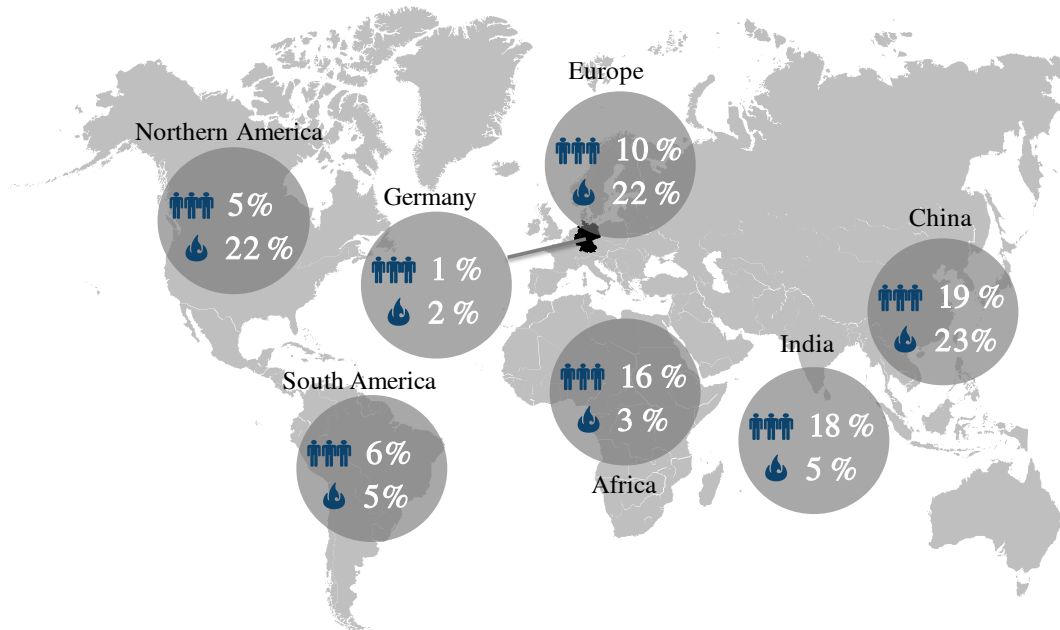 Europe
10 %
22 %
Northern America
5%
22 %
Germany
1 %
2 %
China
19 %
23%
India
18 %
5 %
South America
6%
5%
16 %
3 %
Africa